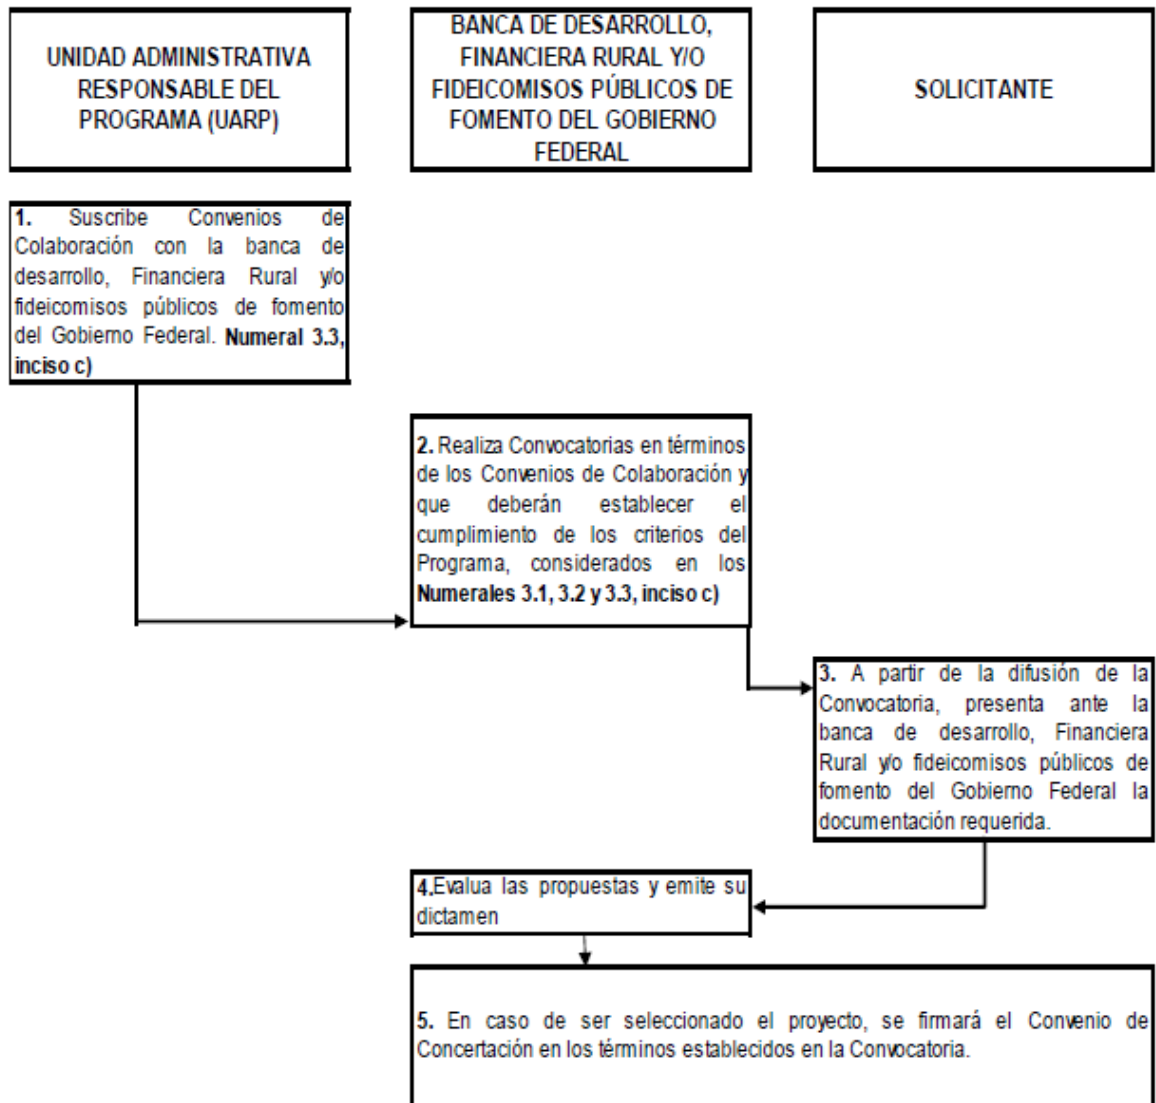 UNIDAD ADMINISTRATIVA
RESPONSABLE DEL
PROGRAMA (UARP)
BANCA DE DESARROLLO,
FINANCIERA RURAL Y/O
FIDEICOMISOS PÚBLICOS DE
FOMENTO DEL GOBIERNO
FEDERAL
SOLICITANTE
1. Suscribe Convenios de
Colaboración con la banca de
desarrollo, Financiera Rural y/o
fideicomisos públicos de fomento
del Gobierno Federal. Numeral 3.3,
inciso c)
2. Realiza Convocatorias en términos
de los Convenios de Colaboración y
que deberán establecer el
cumplimiento de los criterios del
Programa, considerados en los
Numerales 3.1, 3.2 y 3.3, inciso c)
3. A partir de la difusión de la
Convocatoria, presenta ante la
banca de desarrollo, Financiera
Rural y/o fideicomisos públicos de
fomento del Gobierno Federal la
documentación requerida.
4.Evalua las propuestas y emite su
dictamen
5. En caso de ser seleccionado el proyecto, se firmará el Convenio de
Concertación en los términos establecidos en la Convocatoria.